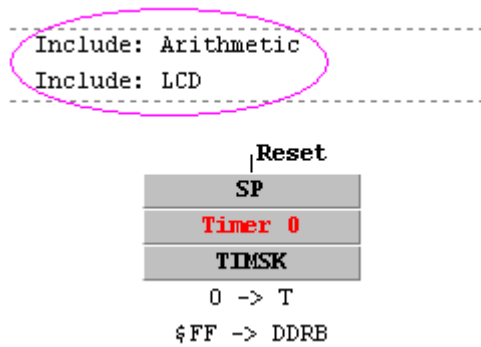 Include: Arithmetic
Include: LCD
Reset
SP
Timer 0
TIMSK
0 -> T
$FF -> DDRB